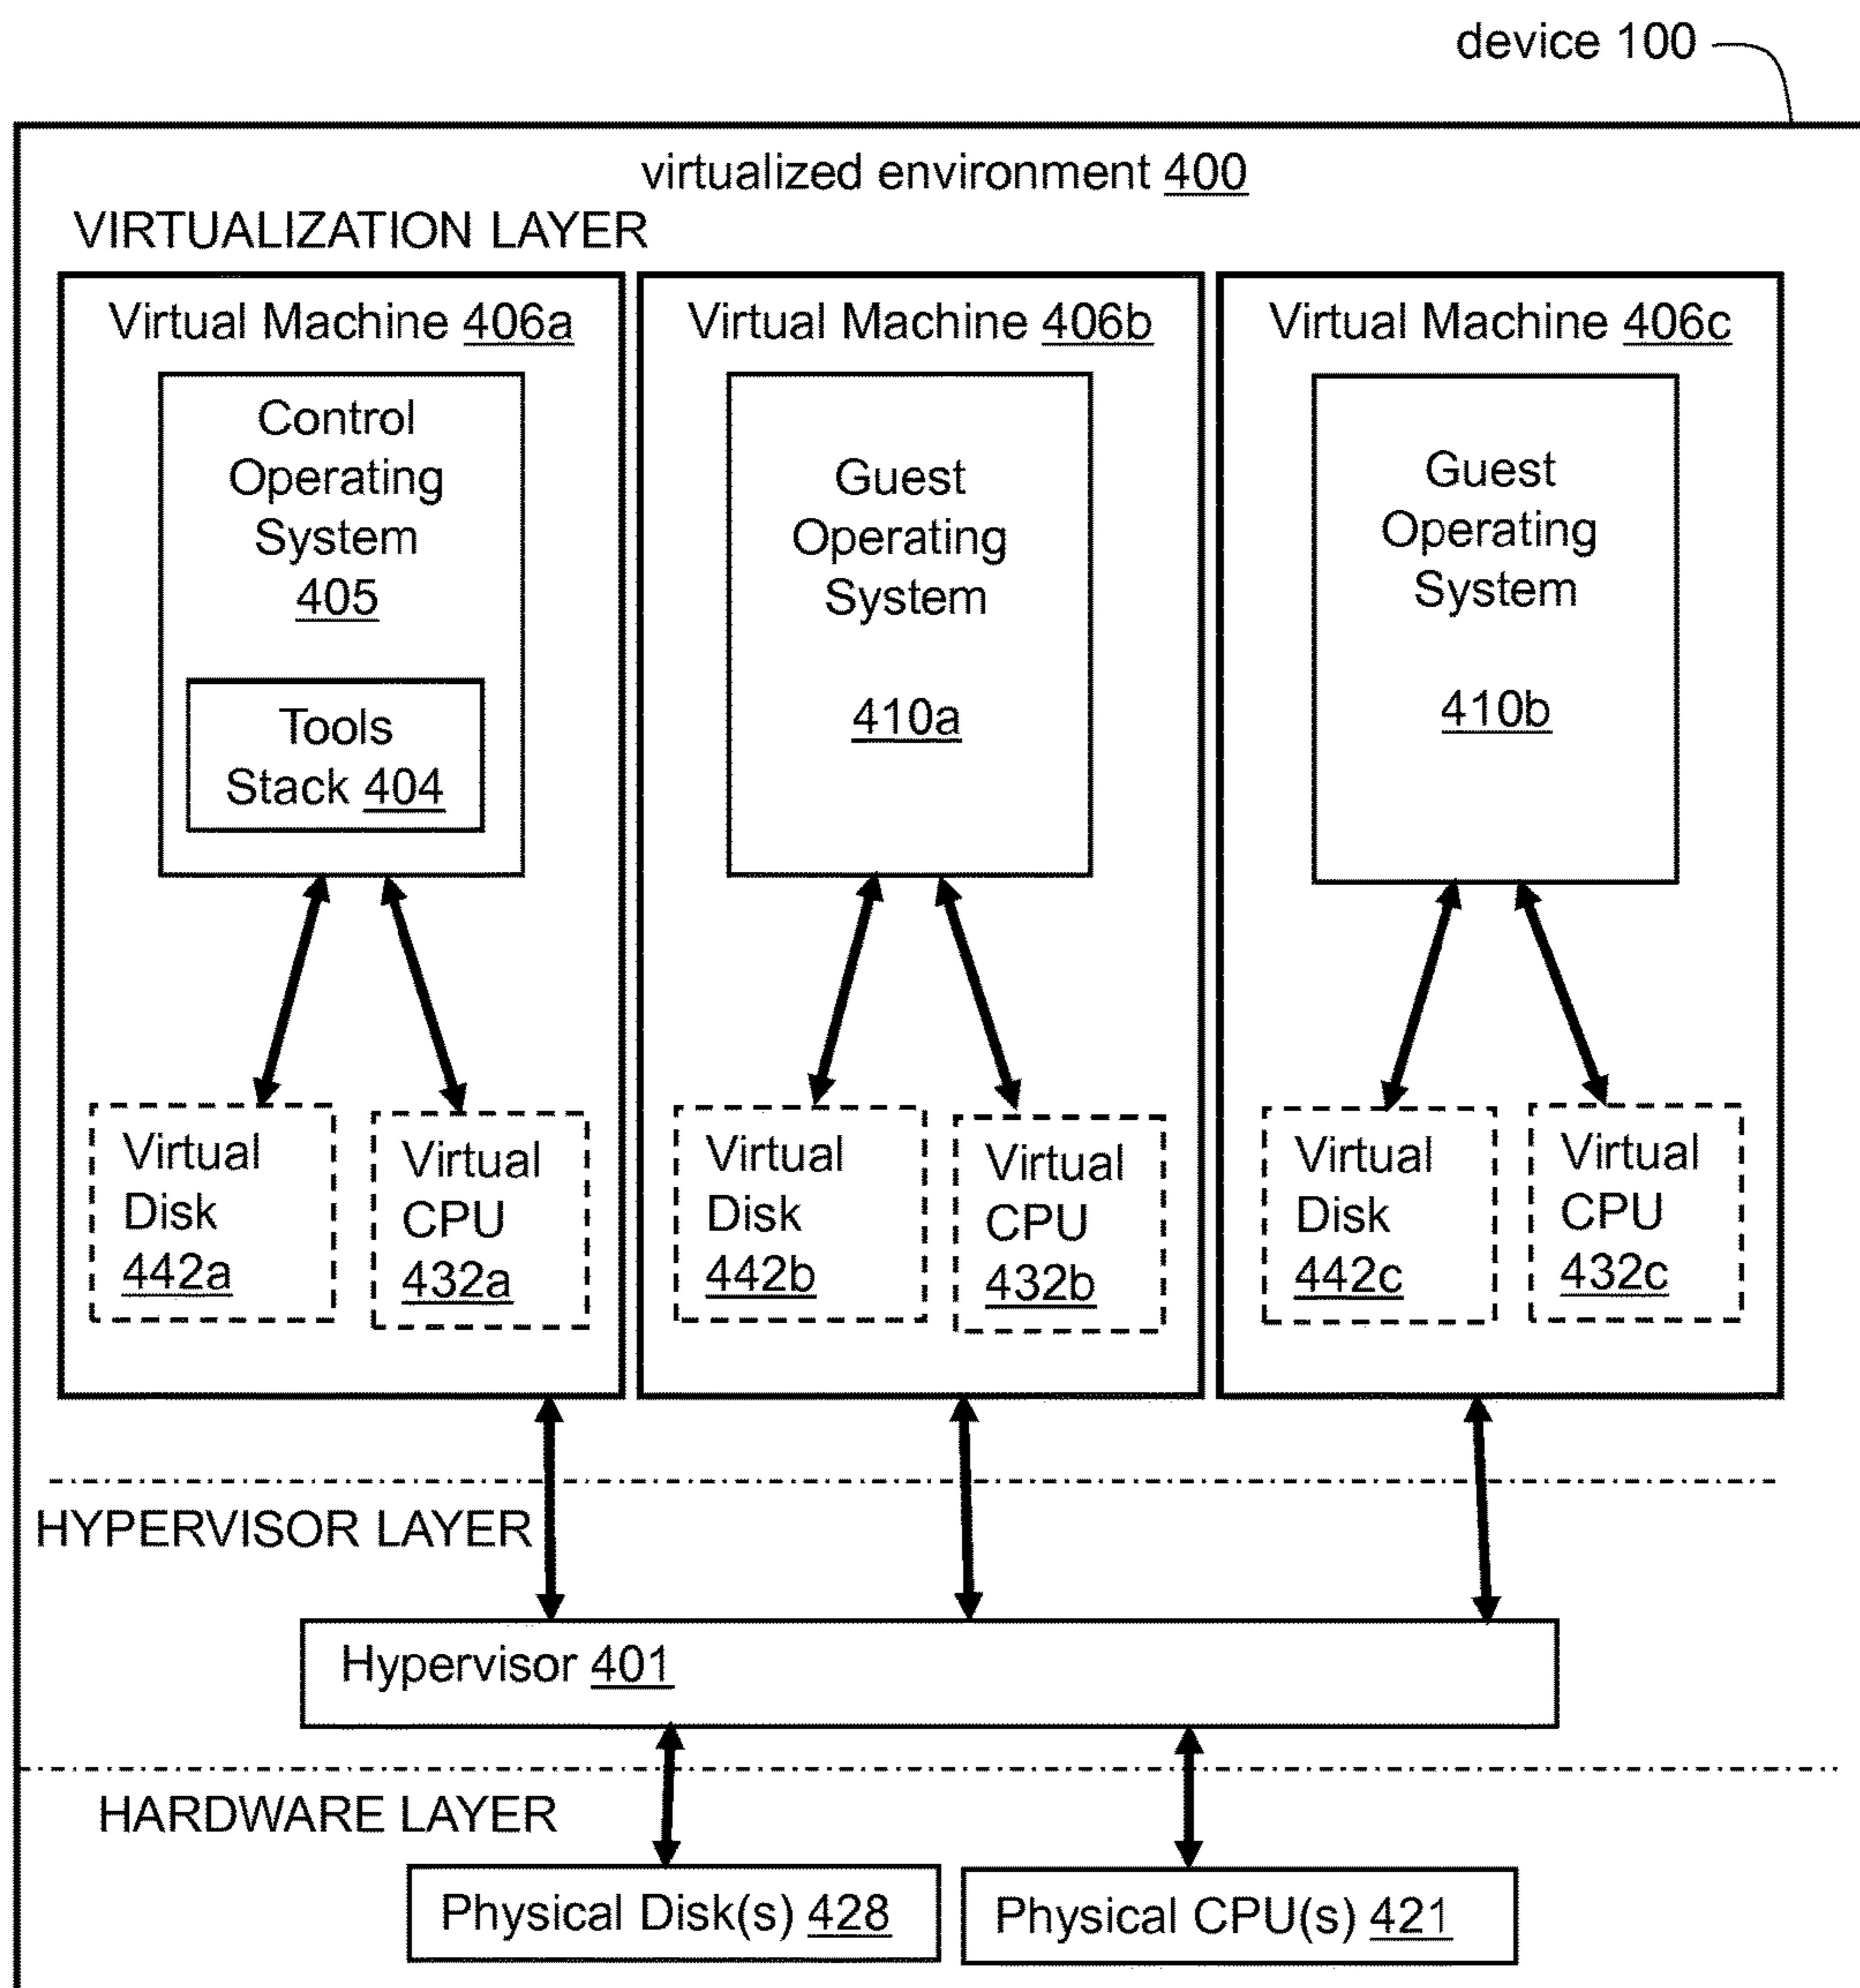 device 100
virtualized environment 400
VIRTUALIZATION LAYER
Virtual Machine 406a
Control
Operating
System
405
Tools
Stack 404
Virtual
Disk
442a
Virtual
CPU
432a
Virtual Machine 406b
Guest
Operating
System
410a
Virtual
Disk
442b
Virtual
CPU
432b
Virtual Machine 406c
Guest
Operating
System
410b
Virtual
Disk
442c
Virtual
CPU
432c
HYPERVISOR LAYER
Hypervisor 401
HARDWARE LAYER
Physical Disk(s) 428
Physical CPU(s) 421